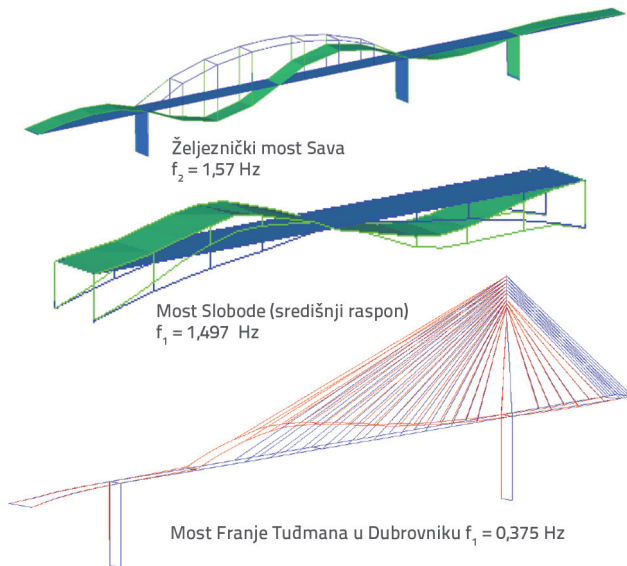 Željeznički most Sava
f₂ = 1,57 Hz
Most Slobode (središnji raspon)
f₁ = 1,497 Hz
Most Franje Tuđmana u Dubrovniku f₁ = 0,375 Hz